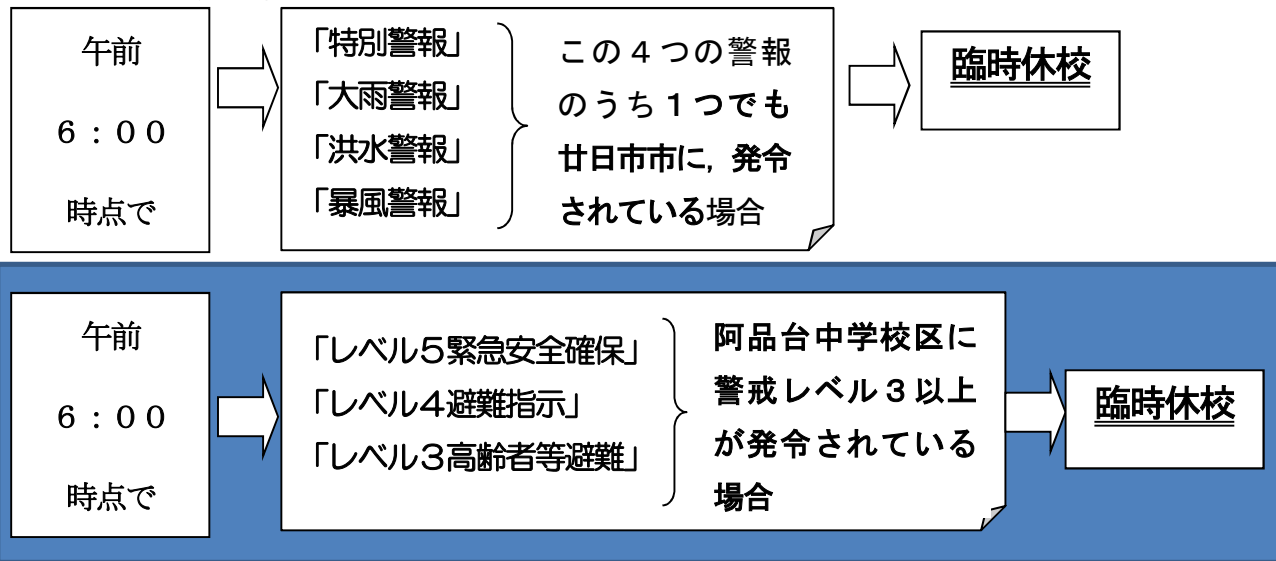 午前
６：００
時点で
「特別警報」
「大雨警報」
「洪水警報」
「暴風警報」
この４つの警報
のうち１つでも
廿日市市に，発令
されている場合
臨時休校
午前
６：００
時点で
「レベル５緊急安全確保」
「レベル４避難指示」
「レベル３高齢者等避難」
阿品台中学校区に
警戒レベル３以上
が発令されている
場合
臨時休校